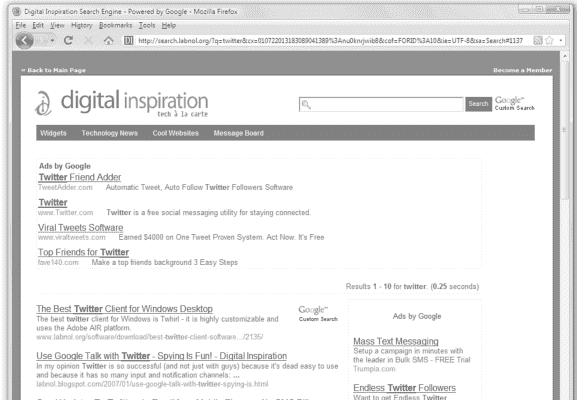 Digital Inspiration Search Engine - Powered by Google - Mozilla Firefox
File Edit View History Bookmarks Tools Help
http://search.labnol.org/?q=twitter&cx=010722013183089041389%3Anu0knrjwib8&cof=FORID%3A10&ie=UTF-8&sa=Search#1137
« Back to Main Page
Become a Member
digital inspiration
tech à la carte
Search
Google™
Custom Search
Widgets Technology News Cool Websites Message Board
Ads by Google
Twitter Friend Adder
TweetAdder.com Automatic Tweet, Auto Follow Twitter Followers Software
Twitter
www.Twitter.com Twitter is a free social messaging utility for staying connected.
Viral Tweets Software
www.viraltweets.com Earned $4000 on One Tweet Proven System. Act Now. It's Free
Top Friends for Twitter
fave140.com Make a top friends background 3 Easy Steps
Results 1 - 10 for twitter. (0.25 seconds)
The Best Twitter Client for Windows Desktop
The best twitter client for Windows is Twhirl - it is highly customizable and
uses the Adobe AIR platform.
www.labnol.org/software/download/best-twitter-client-software.../2135/
Google™
Custom Search
Use Google Talk with Twitter - Spying Is Fun! - Digital Inspiration
In my opinion Twitter is so successful (and not just with guys) because it's dead easy to use
and because it has so many input and notification channels: ...
labnol.blogspot.com/2007/01/use-google-talk-with-twitter-spying-is.html
Ads by Google
Mass Text Messaging
Setup a campaign in minutes with
the leader in Bulk SMS - FREE Trial
Trumpia.com
Endless Twitter Followers
Want to get Endless Twitter